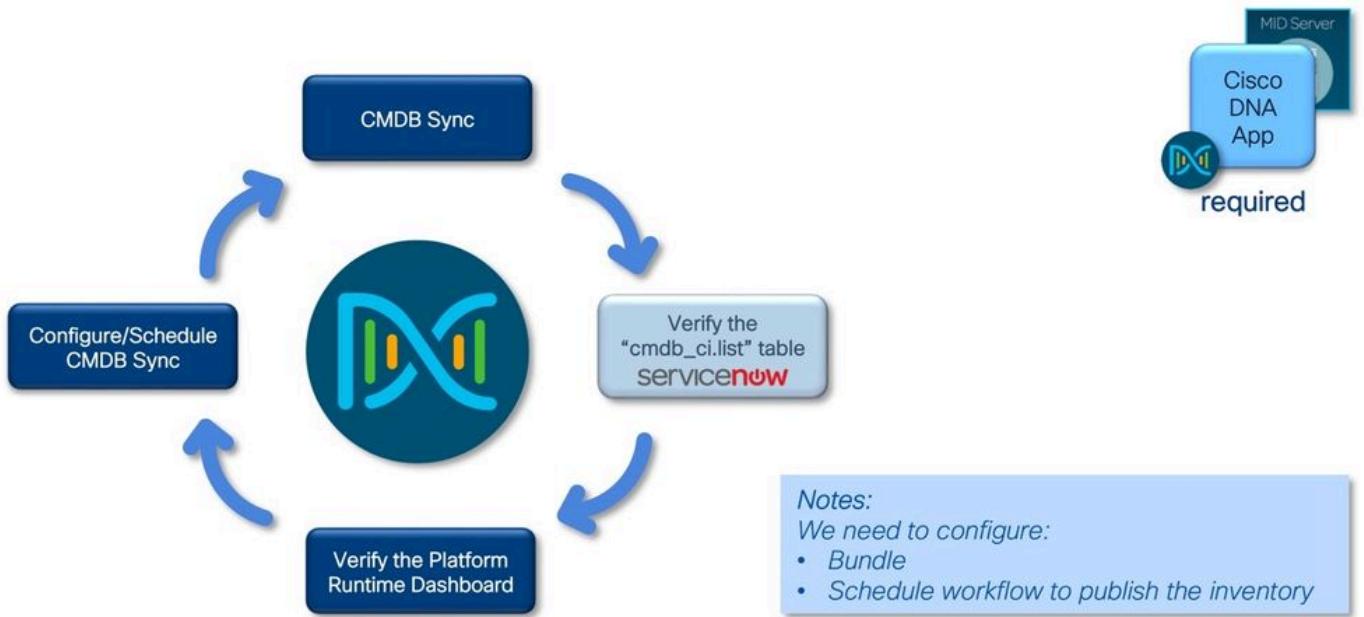 MID Server
Cisco
DNA
App
required
CMDB Sync
Configure/Schedule
CMDB Sync
Verify the
“cmdb_ci.list” table
servicenow
Verify the Platform
Runtime Dashboard
Notes:
We need to configure:
• Bundle
• Schedule workflow to publish the inventory